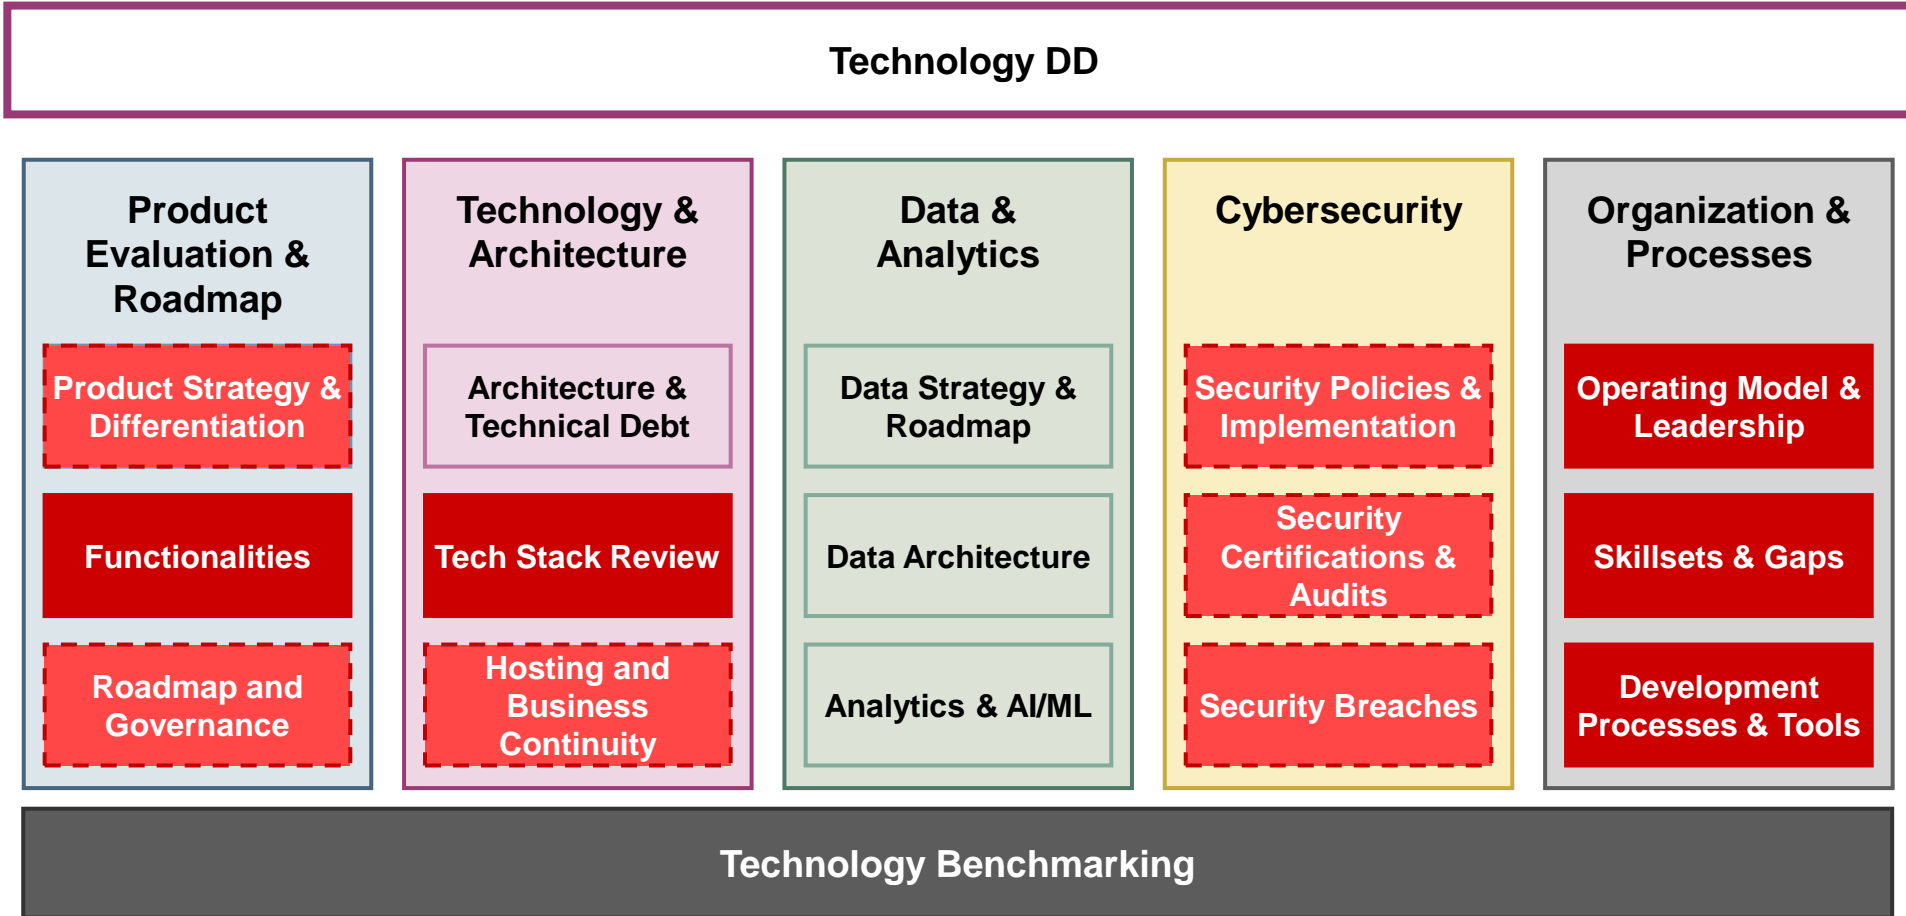 Technology DD
Product
Evaluation &
Roadmap
Product Strategy &
Differentiation
Functionalities
Roadmap and
Governance
Technology &
Architecture
Architecture &
Technical Debt
Tech Stack Review
Hosting and
Business
Continuity
Data &
Analytics
Data Strategy &
Roadmap
Data Architecture
Analytics & AI/ML
Cybersecurity
Security Policies &
Implementation
Security
Certifications &
Audits
Security Breaches
Organization &
Processes
Operating Model &
Leadership
Skillsets & Gaps
Development
Processes & Tools
Technology Benchmarking